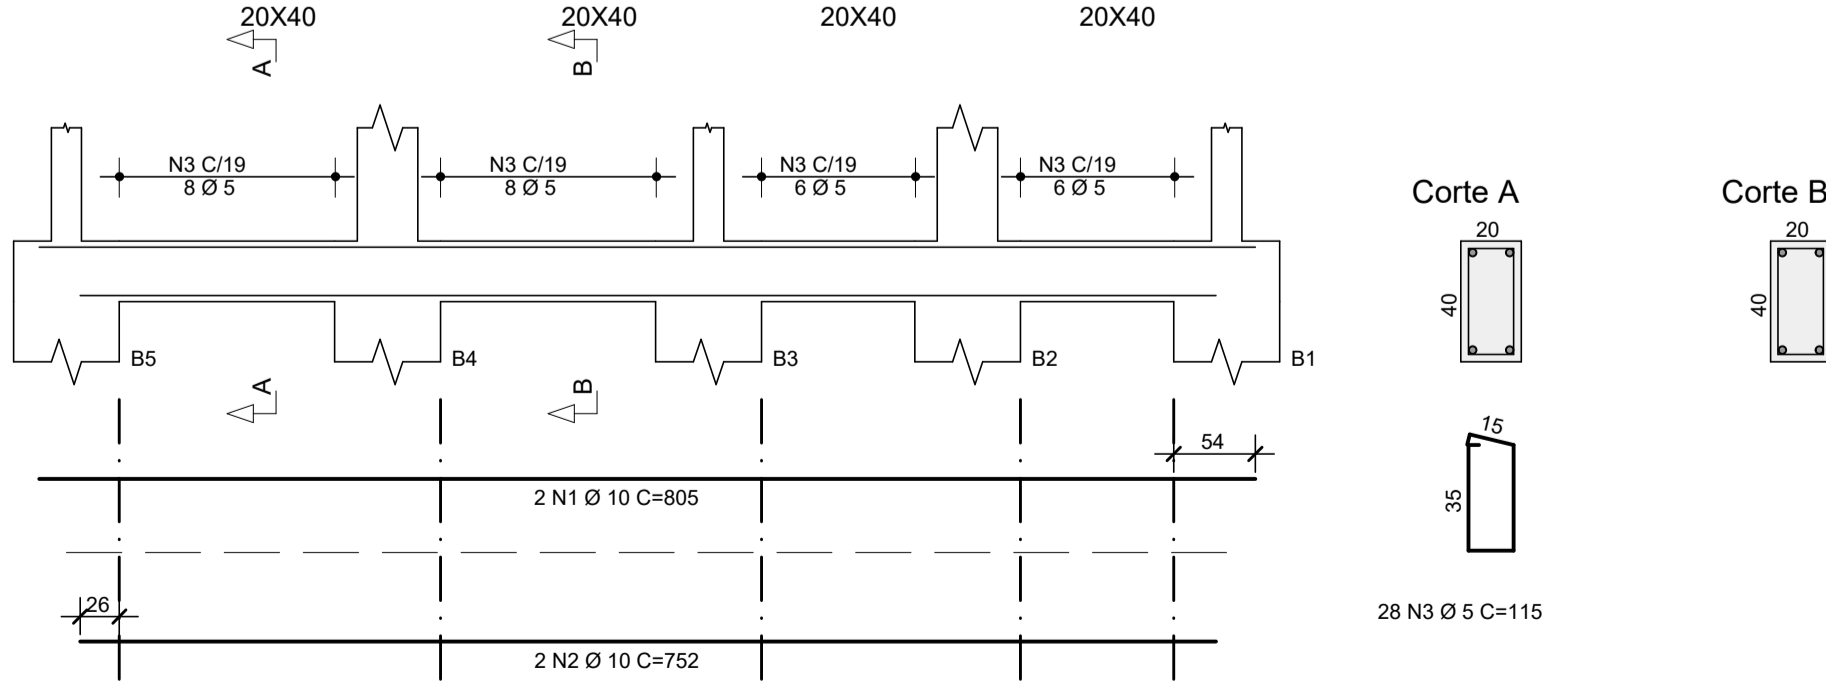 20X40
20X40
20X40
20X40
A
B
N3 C/19
8 Ø 5
N3 C/19
8 Ø 5
N3 C/19
6 Ø 5
N3 C/19
6 Ø 5
Corte A
Corte B
20
20
40
40
B5
B4
B3
B2
B1
A
B
54
15
2 N1 Ø 10 C=805
35
26
28 N3 Ø 5 C=115
2 N2 Ø 10 C=752